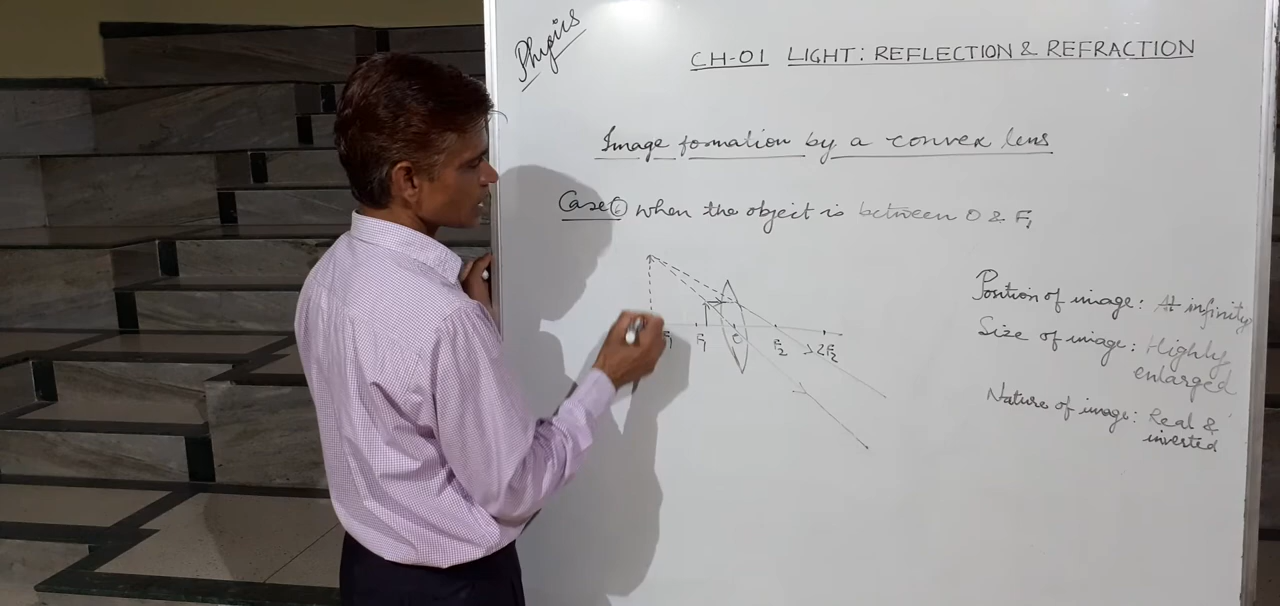 Physics
CH-01 LIGHT: REFLECTION & REFRACTION
Image formation by a convex lens
Case 6 when the object is between O & F1
Position of image: At infinity
Size of image: Highly
enlarged
Nature of image: Real &
inverted
F1 O F2 2F2